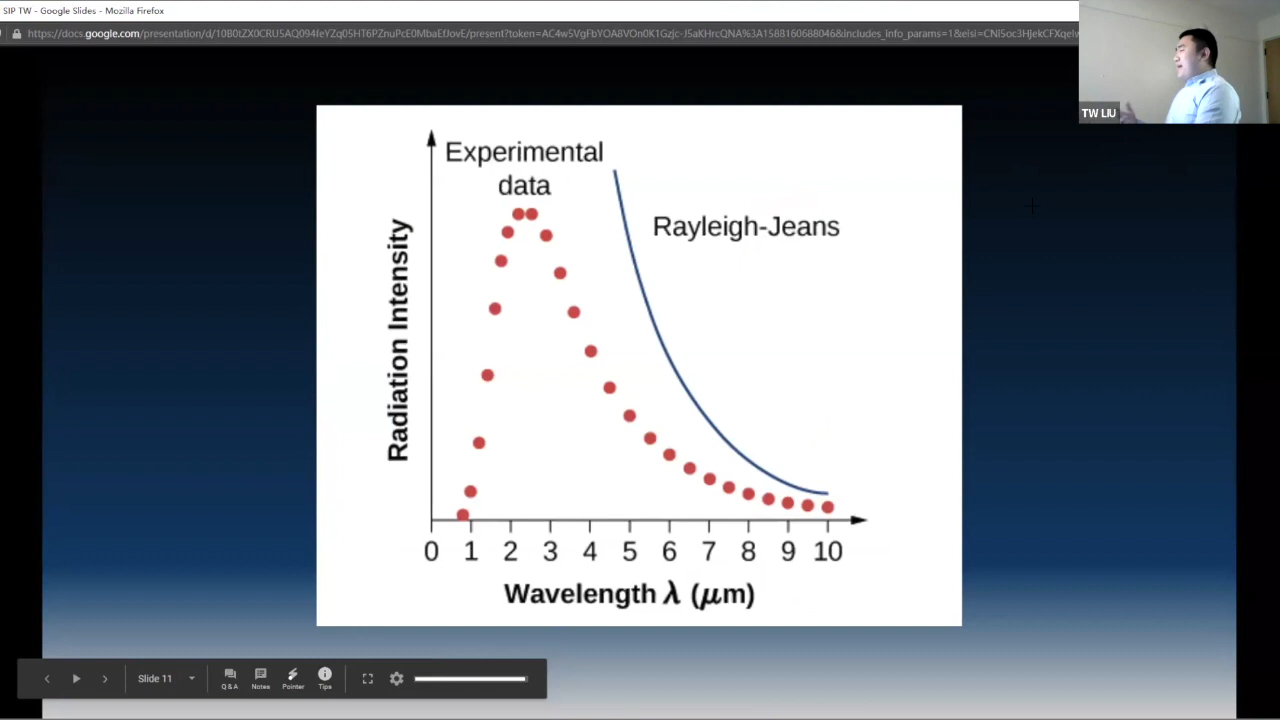 SIP TW - Google Slides - Mozilla Firefox
TW LIU
Experimental
data
Rayleigh-Jeans
Radiation Intensity
0 1 2 3 4 5 6 7 8 9 10
Wavelength λ (μm)
Slide 11
Q & A
Notes
Pointer
Tips